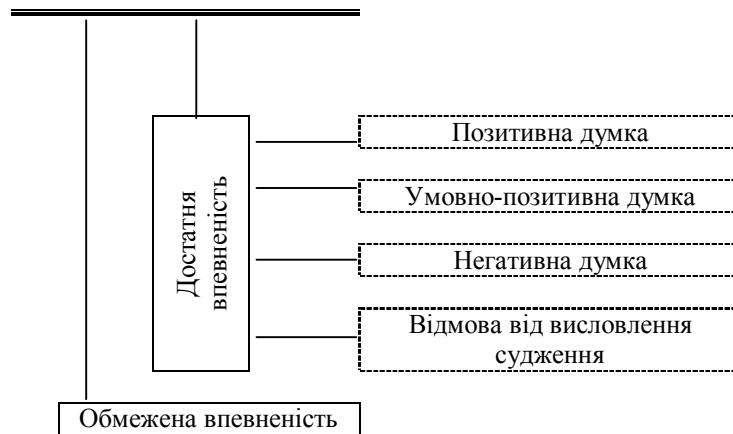 Достатня
впевненість
Позитивна думка
Умовно-позитивна думка
Негативна думка
Відмова від висловлення
судження
Обмежена впевненість